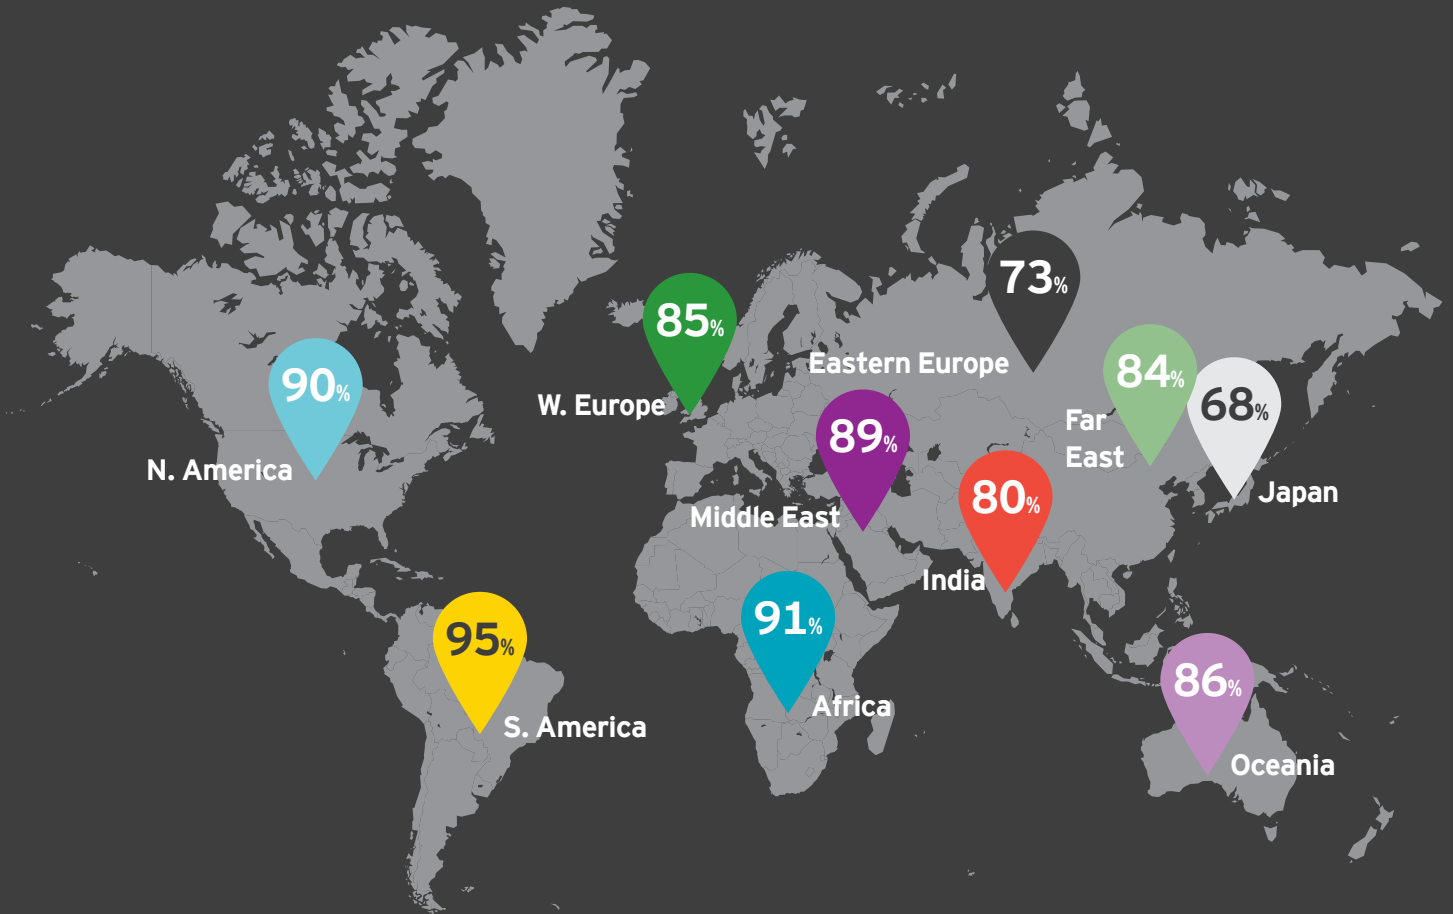 73%
85%
Eastern Europe
84%
90%
68%
W. Europe
Far
East
89%
N. America
80%
Japan
Middle East
India
91%
95%
86%
Africa
S. America
Oceania